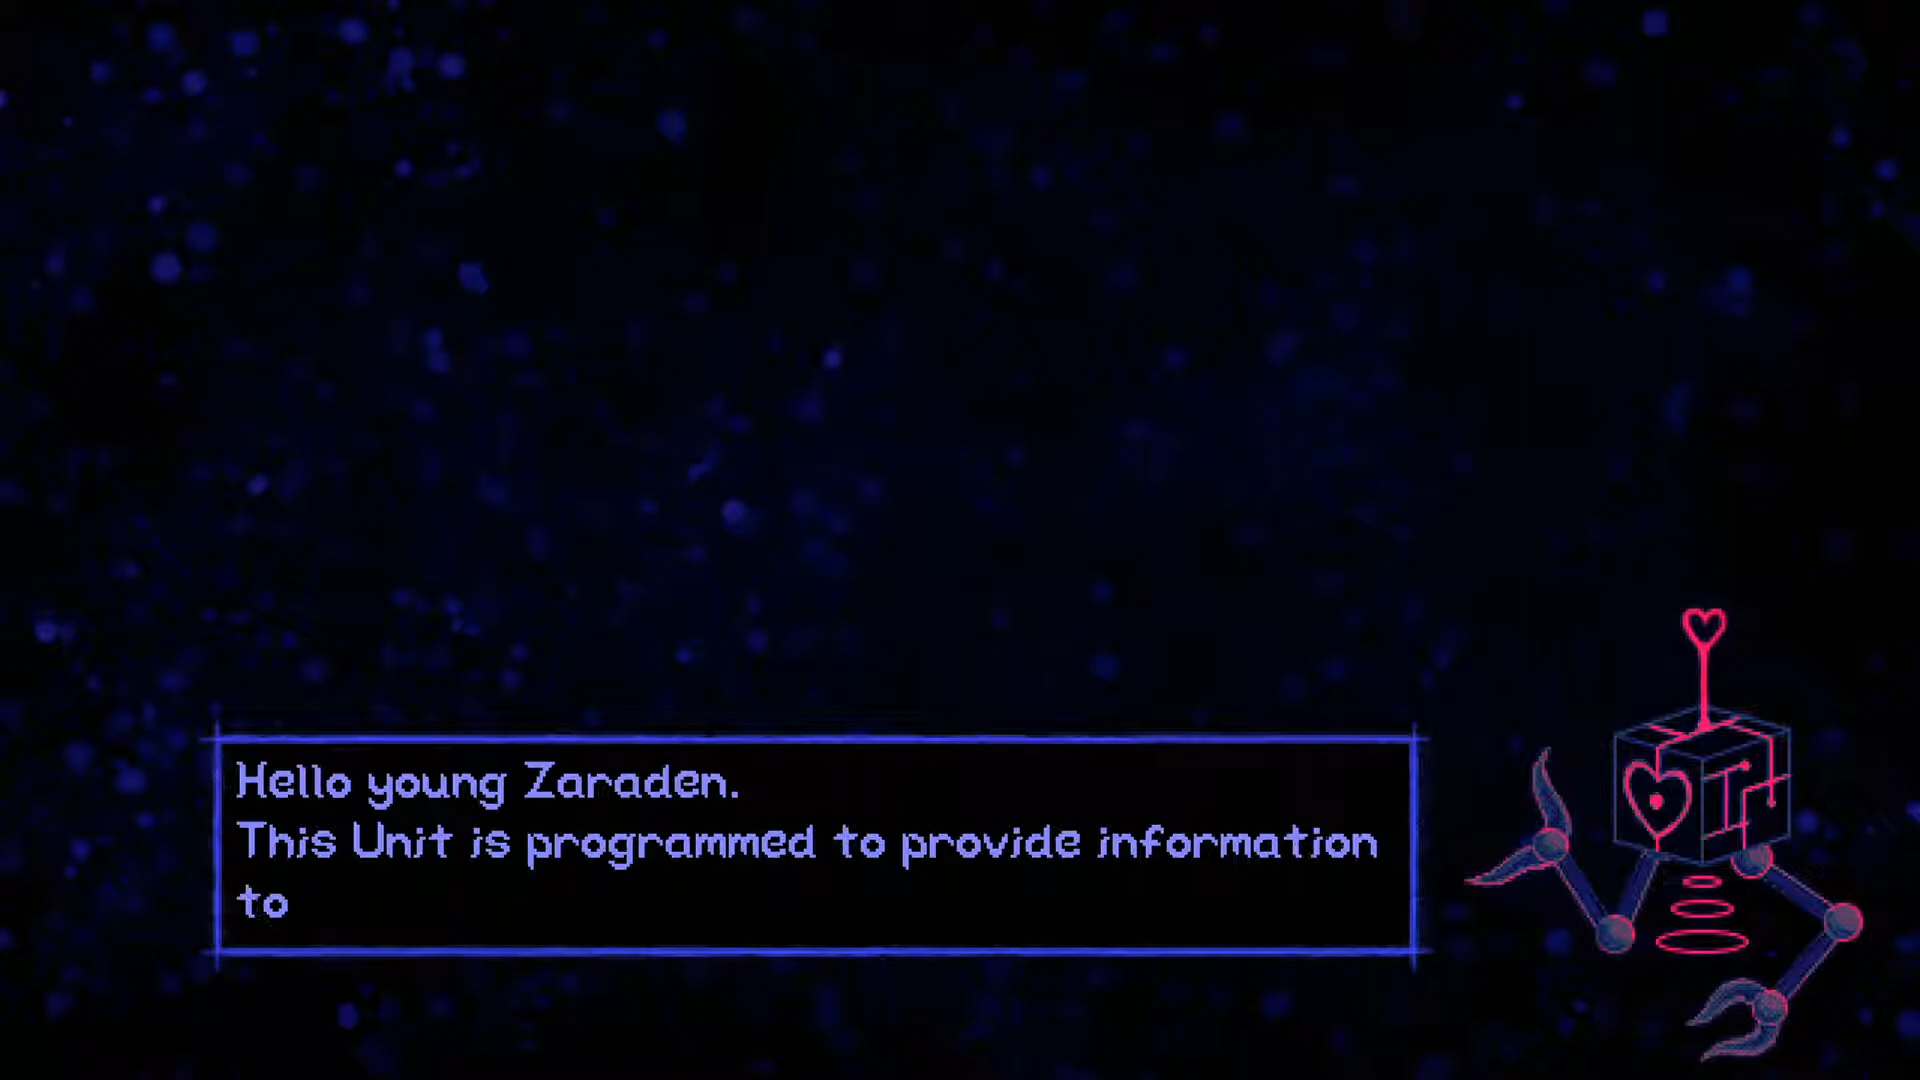 Hello young Zaraden.
This Unit is programmed to provide information
to